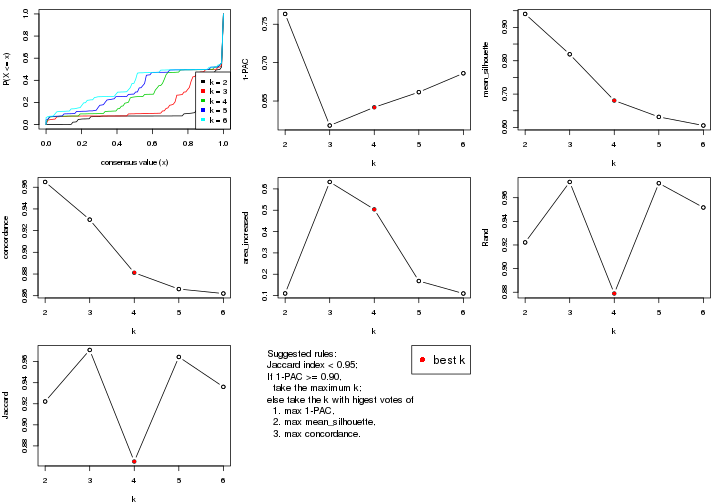 P(X <= x)
0.0 0.2 0.4 0.6 0.8 1.0
0.0 0.2 0.4 0.6 0.8 1.0
consensus value (x)
k = 2
k = 3
k = 4
k = 5
k = 6
1-PAC
0.65 0.70 0.75
2 3 4 5 6
k
mean_silhouette
0.60 0.70 0.80 0.90
2 3 4 5 6
k
concordance
0.86 0.88 0.90 0.92 0.94 0.96
2 3 4 5 6
k
area_increased
0.1 0.2 0.3 0.4 0.5 0.6
2 3 4 5 6
k
Rand
0.88 0.90 0.92 0.94 0.96
2 3 4 5 6
k
Jaccard
0.88 0.90 0.92 0.94 0.96
2 3 4 5 6
k
Suggested rules:
Jaccard index < 0.95;
If 1-PAC >= 0.90,
take the maximum k;
else take the k with higest votes of
1. max 1-PAC,
2. max mean_silhouette,
3. max concordance.
best k